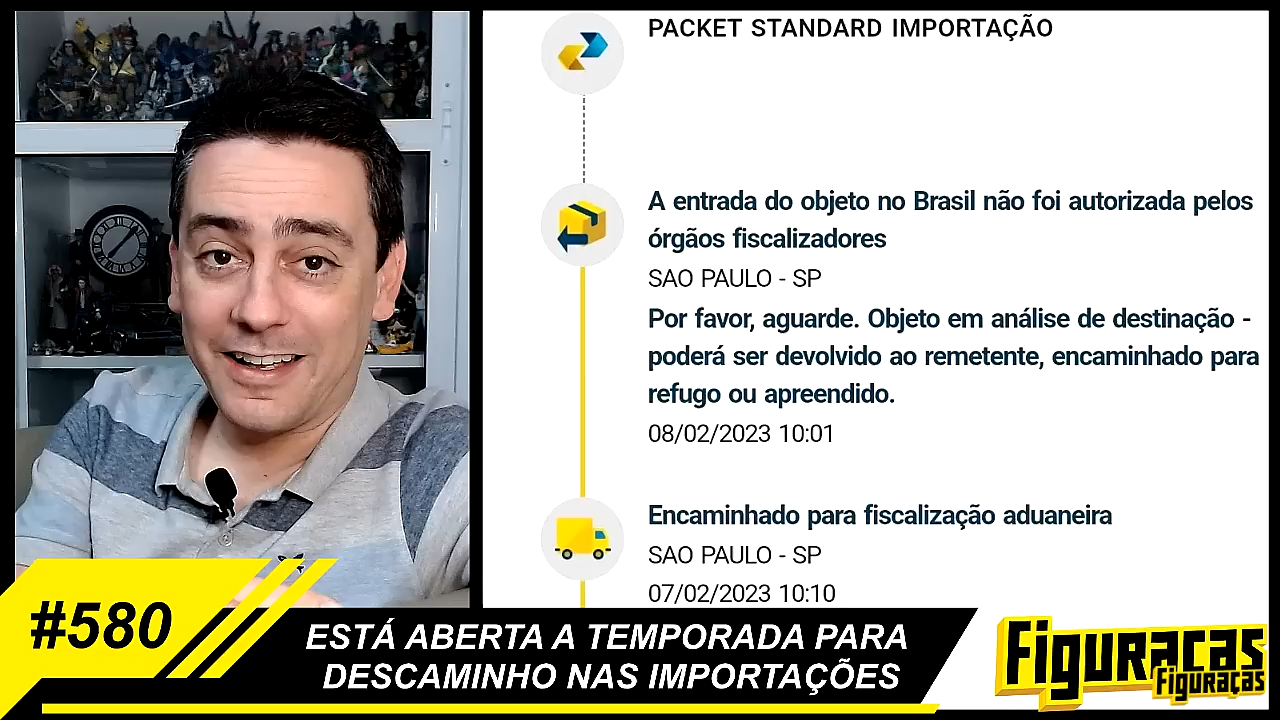 PACKET STANDARD IMPORTAÇÃO
A entrada do objeto no Brasil não foi autorizada pelos
órgãos fiscalizadores
SAO PAULO - SP
Por favor, aguarde. Objeto em análise de destinação -
poderá ser devolvido ao remetente, encaminhado para
refugo ou apreendido.
08/02/2023 10:01
Encaminhado para fiscalização aduaneira
SAO PAULO - SP
07/02/2023 10:10
#580
ESTÁ ABERTA A TEMPORADA PARA
DESCAMINHO NAS IMPORTAÇÕES
Figuraças
Figuraças